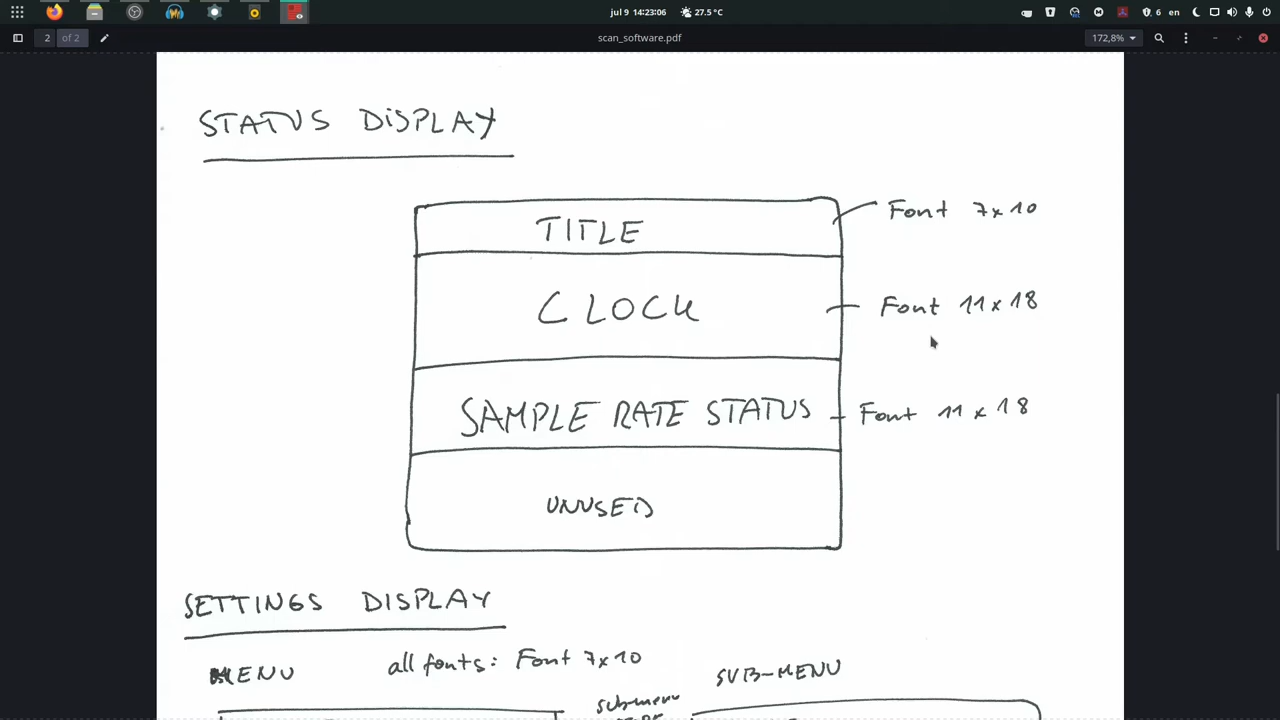 jul 9 14:23:06 27.5 °C
6 en
2 of 2 scan_software.pdf 172,8%
STATUS DISPLAY
TITLE
Font 7x10
CLOCK
Font 11x18
SAMPLE RATE STATUS
Font 11x18
UNUSED
SETTINGS DISPLAY
MENU all fonts: Font 7x10 SUB-MENU
Submenu